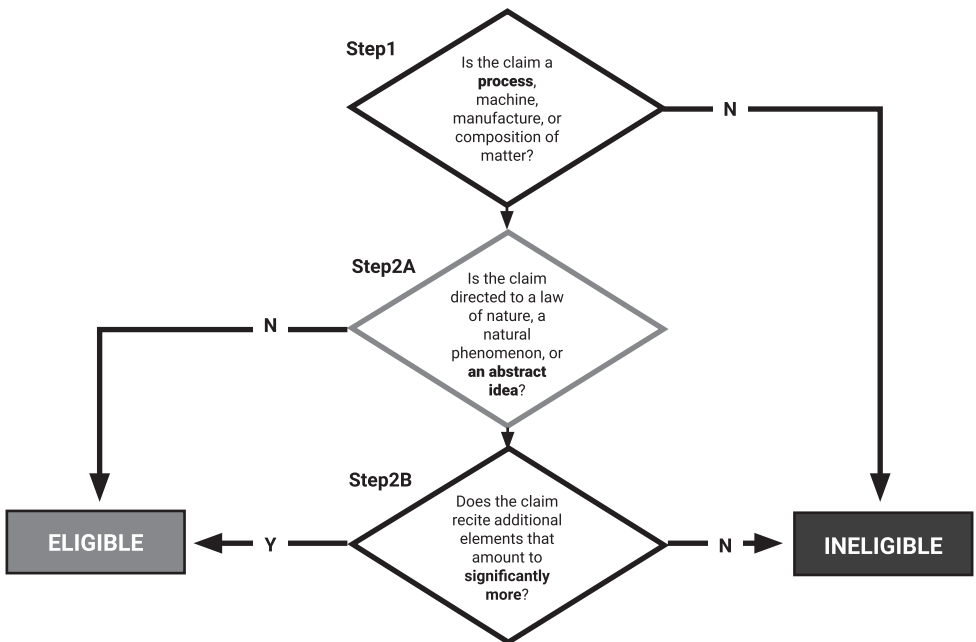 Step1
Is the claim a
process,
machine,
manufacture, or
composition of
matter?
N
Step2A
Is the claim
directed to a law
of nature, a
natural
phenomenon, or
an abstract
idea?
N
Step2B
Does the claim
recite additional
elements that
amount to
significantly
more?
Y
N
ELIGIBLE
INELIGIBLE